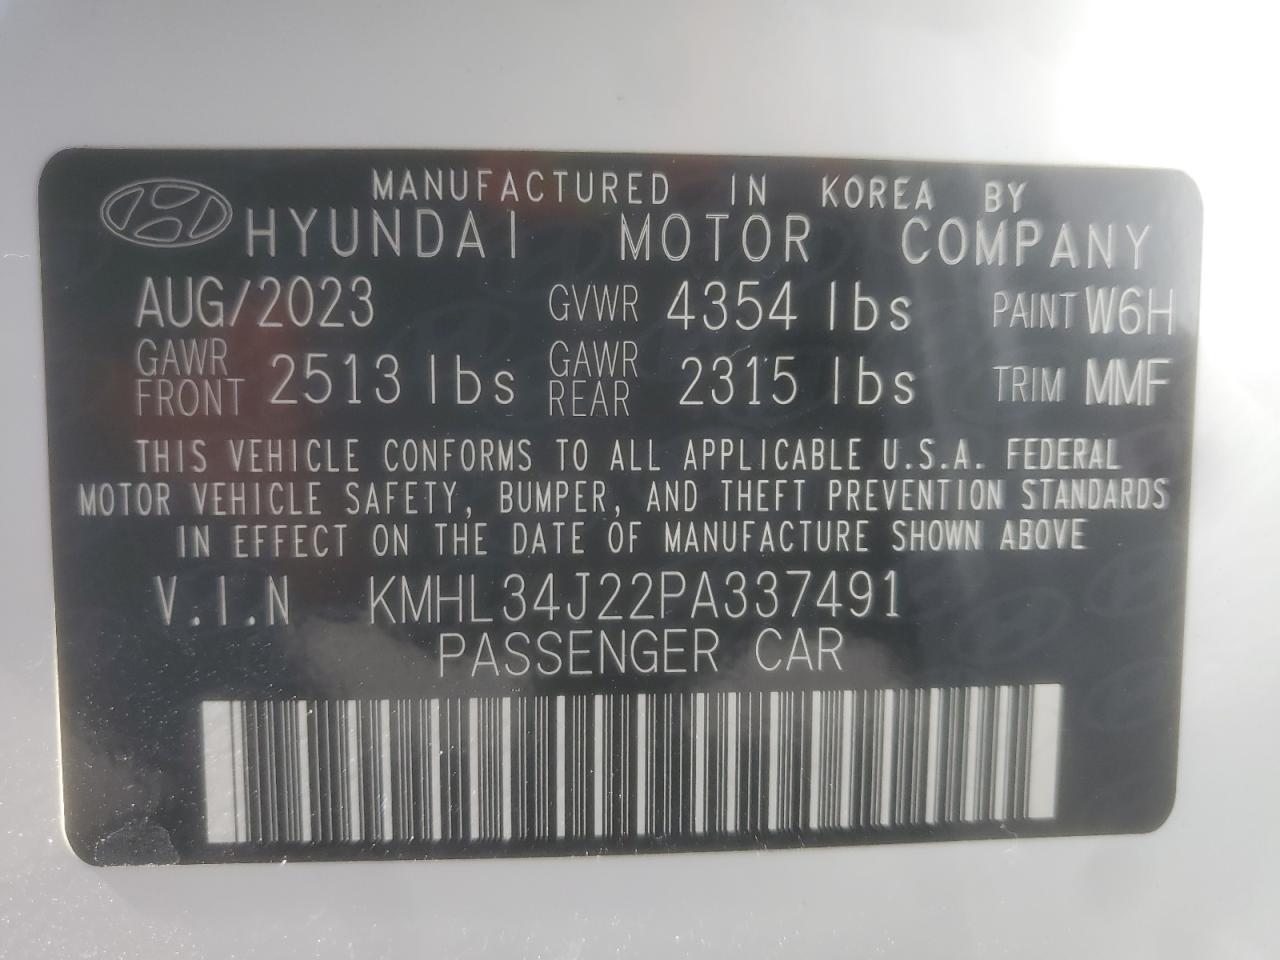 MANUFACTURED IN KOREA BY
HYUNDAI MOTOR COMPANY
AUG/2023 GVWR 4354 lbs PAINT W6H
GAWR FRONT 2513 lbs GAWR REAR 2315 lbs TRIM MMF
THIS VEHICLE CONFORMS TO ALL APPLICABLE U.S.A. FEDERAL
MOTOR VEHICLE SAFETY, BUMPER, AND THEFT PREVENTION STANDARDS
IN EFFECT ON THE DATE OF MANUFACTURE SHOWN ABOVE
V.I.N KMHL34J22PA337491
PASSENGER CAR